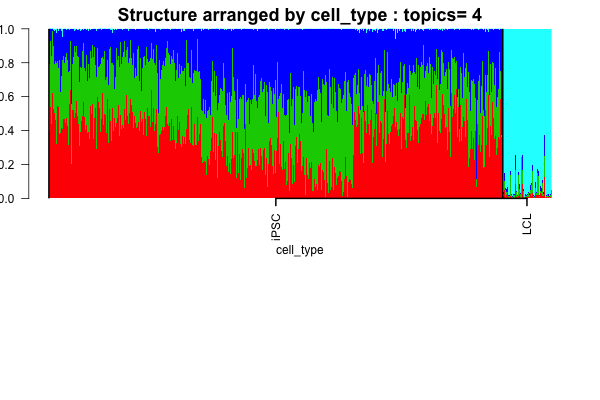 Structure arranged by cell_type : topics= 4
1.0
0.8
0.6
0.4
0.2
0.0
iPSC
LCL
cell_type